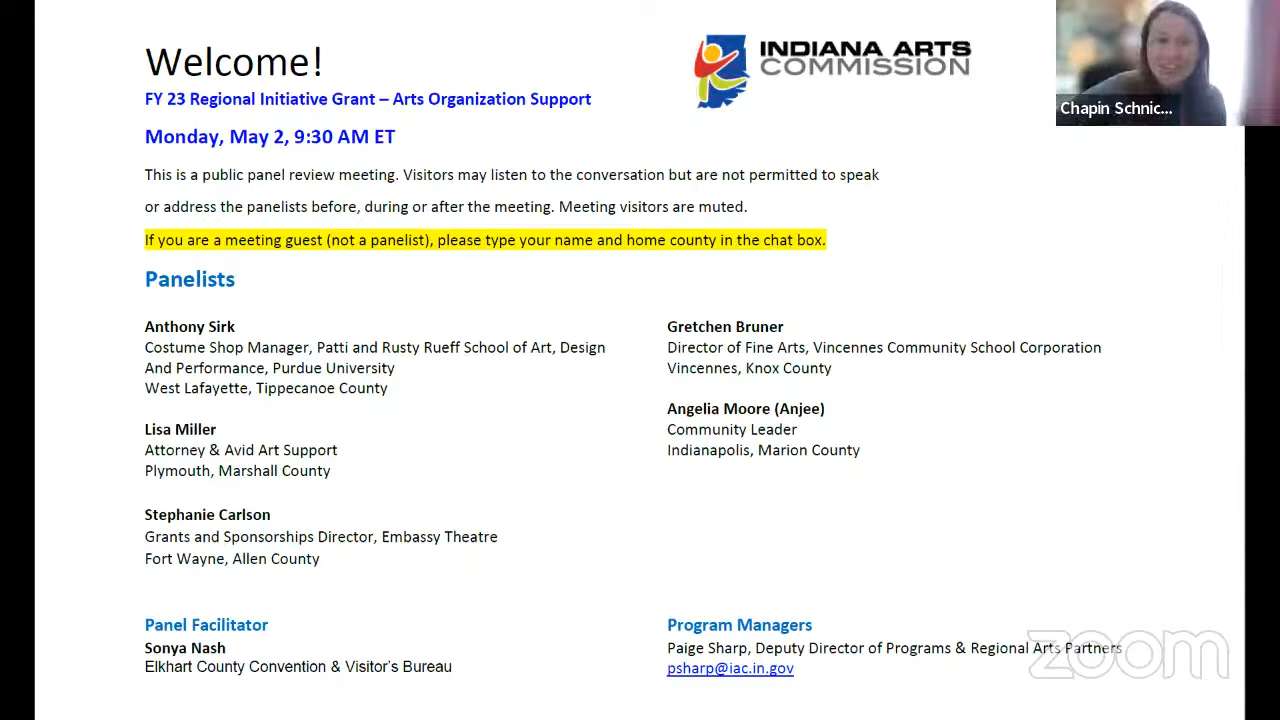 Welcome!
INDIANA ARTS
COMMISSION
Chapin Schnic...
FY 23 Regional Initiative Grant – Arts Organization Support
Monday, May 2, 9:30 AM ET
This is a public panel review meeting. Visitors may listen to the conversation but are not permitted to speak
or address the panelists before, during or after the meeting. Meeting visitors are muted.
If you are a meeting guest (not a panelist), please type your name and home county in the chat box.
Panelists
Anthony Sirk
Costume Shop Manager, Patti and Rusty Rueff School of Art, Design
And Performance, Purdue University
West Lafayette, Tippecanoe County
Lisa Miller
Attorney & Avid Art Support
Plymouth, Marshall County
Stephanie Carlson
Grants and Sponsorships Director, Embassy Theatre
Fort Wayne, Allen County
Gretchen Bruner
Director of Fine Arts, Vincennes Community School Corporation
Vincennes, Knox County
Angelia Moore (Anjee)
Community Leader
Indianapolis, Marion County
Panel Facilitator
Sonya Nash
Elkhart County Convention & Visitor's Bureau
Program Managers
Paige Sharp, Deputy Director of Programs & Regional Arts Partners
psharp@iac.in.gov
zoom